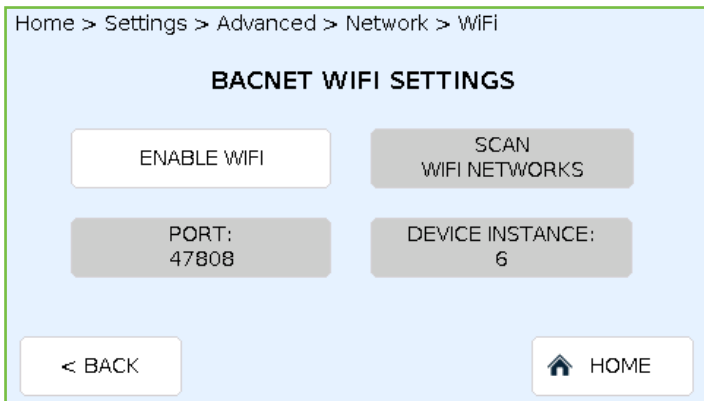 Home > Settings > Advanced > Network > WiFi
BACNET WIFI SETTINGS
ENABLE WIFI
SCAN
WIFI NETWORKS
PORT:
47808
DEVICE INSTANCE:
6
< BACK
HOME